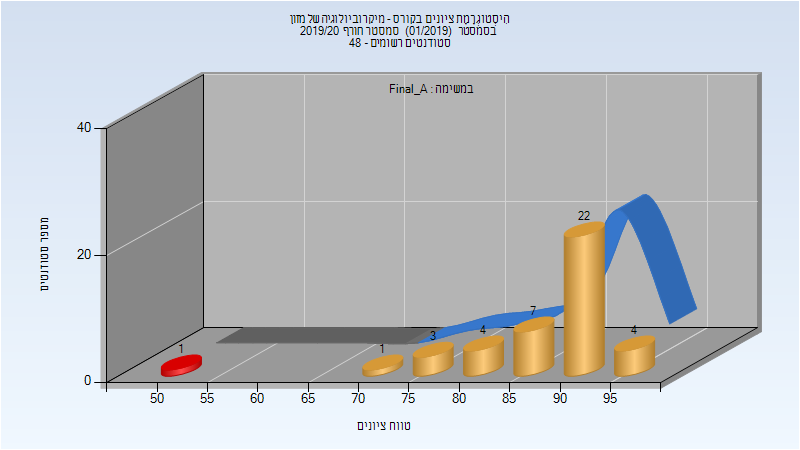 היסטוגרמת ציונים בקורס - מיקרוביולוגיה של מזון
בסמסטר (01/2019) סמסטר חורף 2019/20
סטודנטים רשומים - 48
במשימה : Final_A
מספר סטודנטים
40
20
0
1
1
3
4
7
22
4
50 55 60 65 70 75 80 85 90 95
טווח ציונים